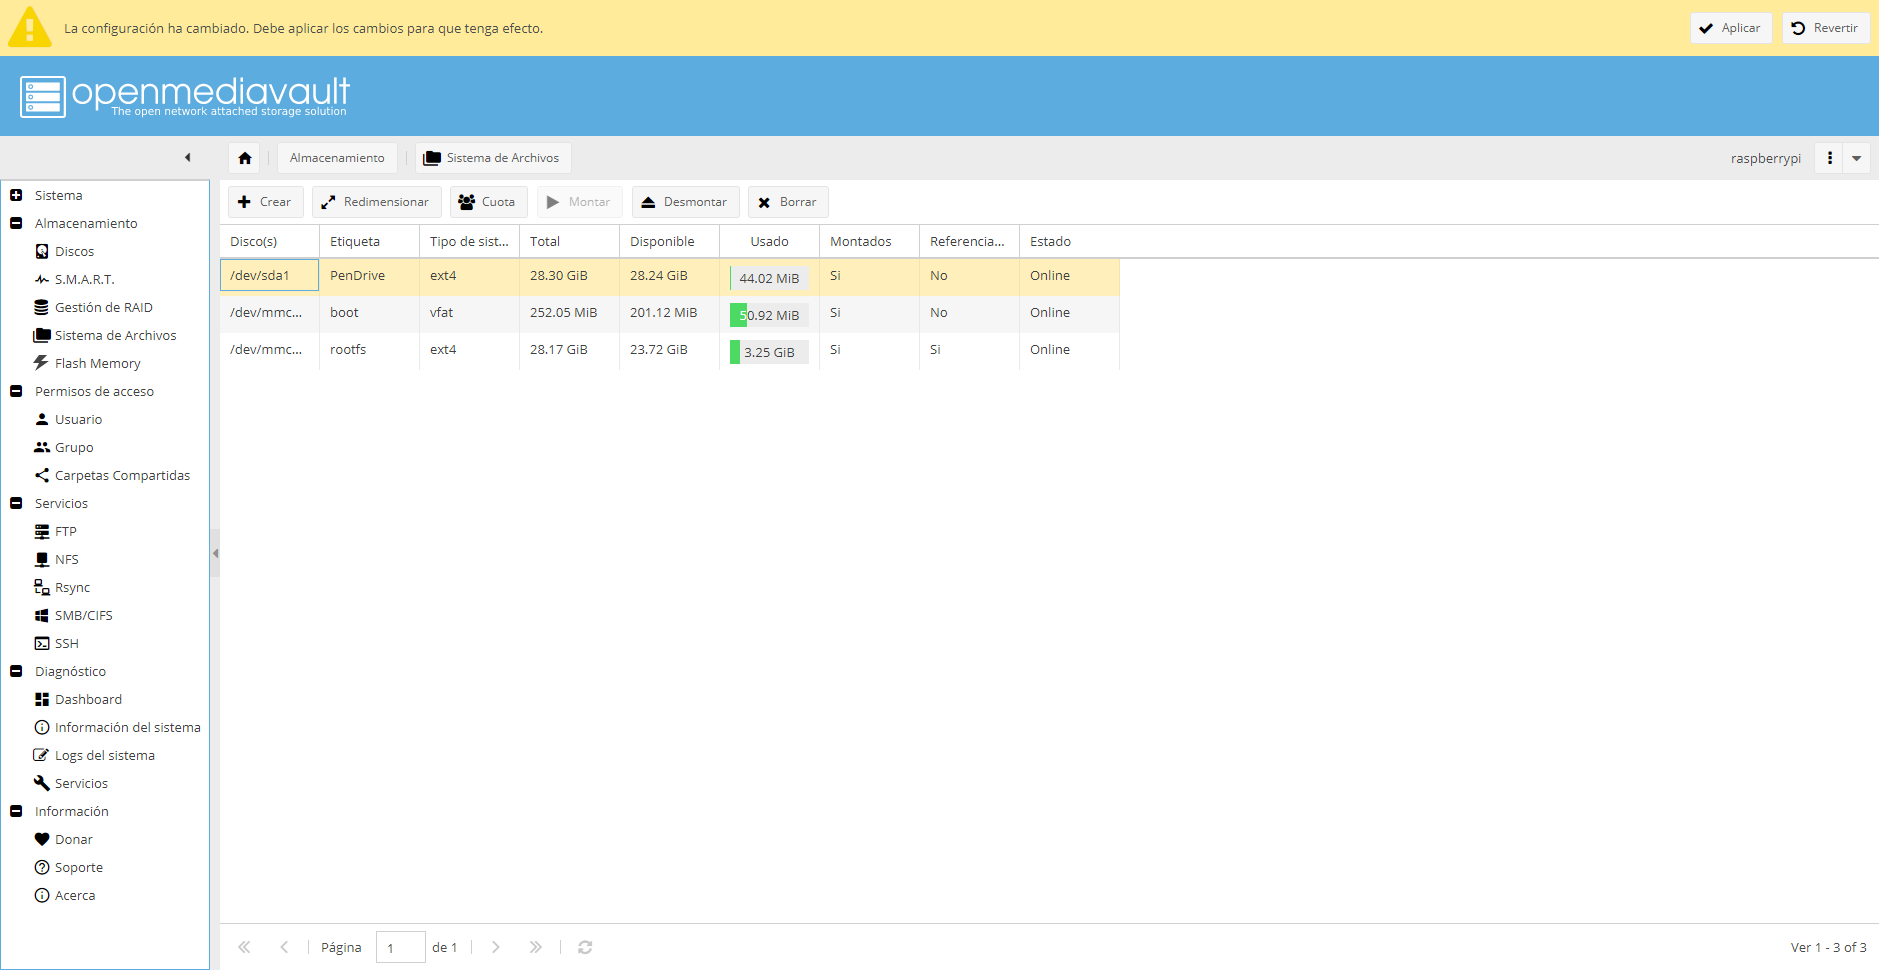 La configuración ha cambiado. Debe aplicar los cambios para que tenga efecto.
Aplicar
Revertir
openmediavault
The open network attached storage solution
Almacenamiento
Sistema de Archivos
raspberrypi
Sistema
Almacenamiento
Discos
S.M.A.R.T.
Gestión de RAID
Sistema de Archivos
Flash Memory
Permisos de acceso
Usuario
Grupo
Carpetas Compartidas
Servicios
FTP
NFS
Rsync
SMB/CIFS
SSH
Diagnóstico
Dashboard
Información del sistema
Logs del sistema
Servicios
Información
Donar
Soporte
Acerca
Crear Redimensionar Cuota Montar Desmontar Borrar
Disco(s) Etiqueta Tipo de sist... Total Disponible Usado Montados Referencia... Estado
/dev/sda1 PenDrive ext4 28.30 GiB 28.24 GiB 44.02 MiB Si No Online
/dev/mmc... boot vfat 252.05 MiB 201.12 MiB 50.92 MiB Si No Online
/dev/mmc... rootfs ext4 28.17 GiB 23.72 GiB 3.25 GiB Si Si Online
Página 1 de 1
Ver 1 - 3 of 3